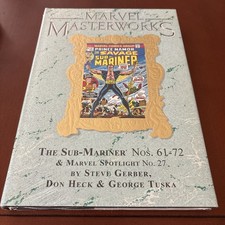 MARVEL
MASTERWORKS
PRINCE NAMOR
THE SAVAGE
SUB-MARINER
THE SUB-MARINER NOS. 61-72
& MARVEL SPOTLIGHT NO. 27
BY STEVE GERBER,
DON HECK & GEORGE TUSKA